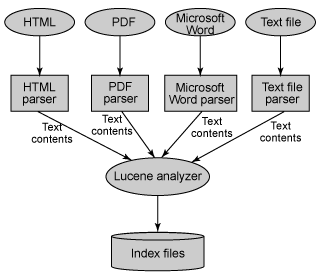 HTML
PDF
Microsoft
Word
Text file
HTML
parser
PDF
parser
Microsoft
Word parser
Text file
parser
Text
contents
Text
contents
Text
contents
Text
contents
Lucene analyzer
Index files